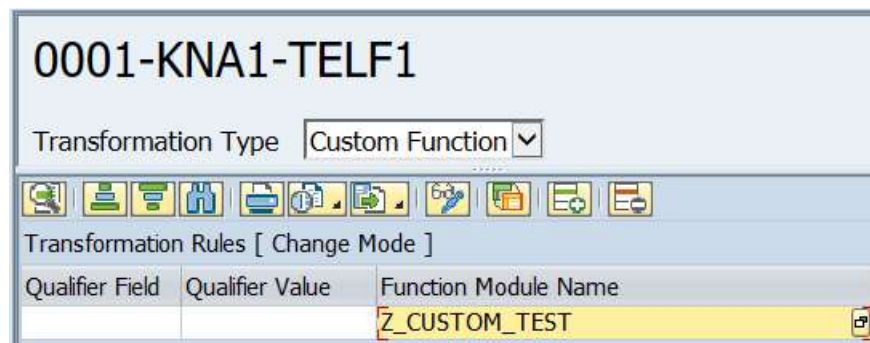 0001-KNA1-TELF1
Transformation Type Custom Function
Transformation Rules [ Change Mode ]
Qualifier Field Qualifier Value Function Module Name
Z_CUSTOM_TEST